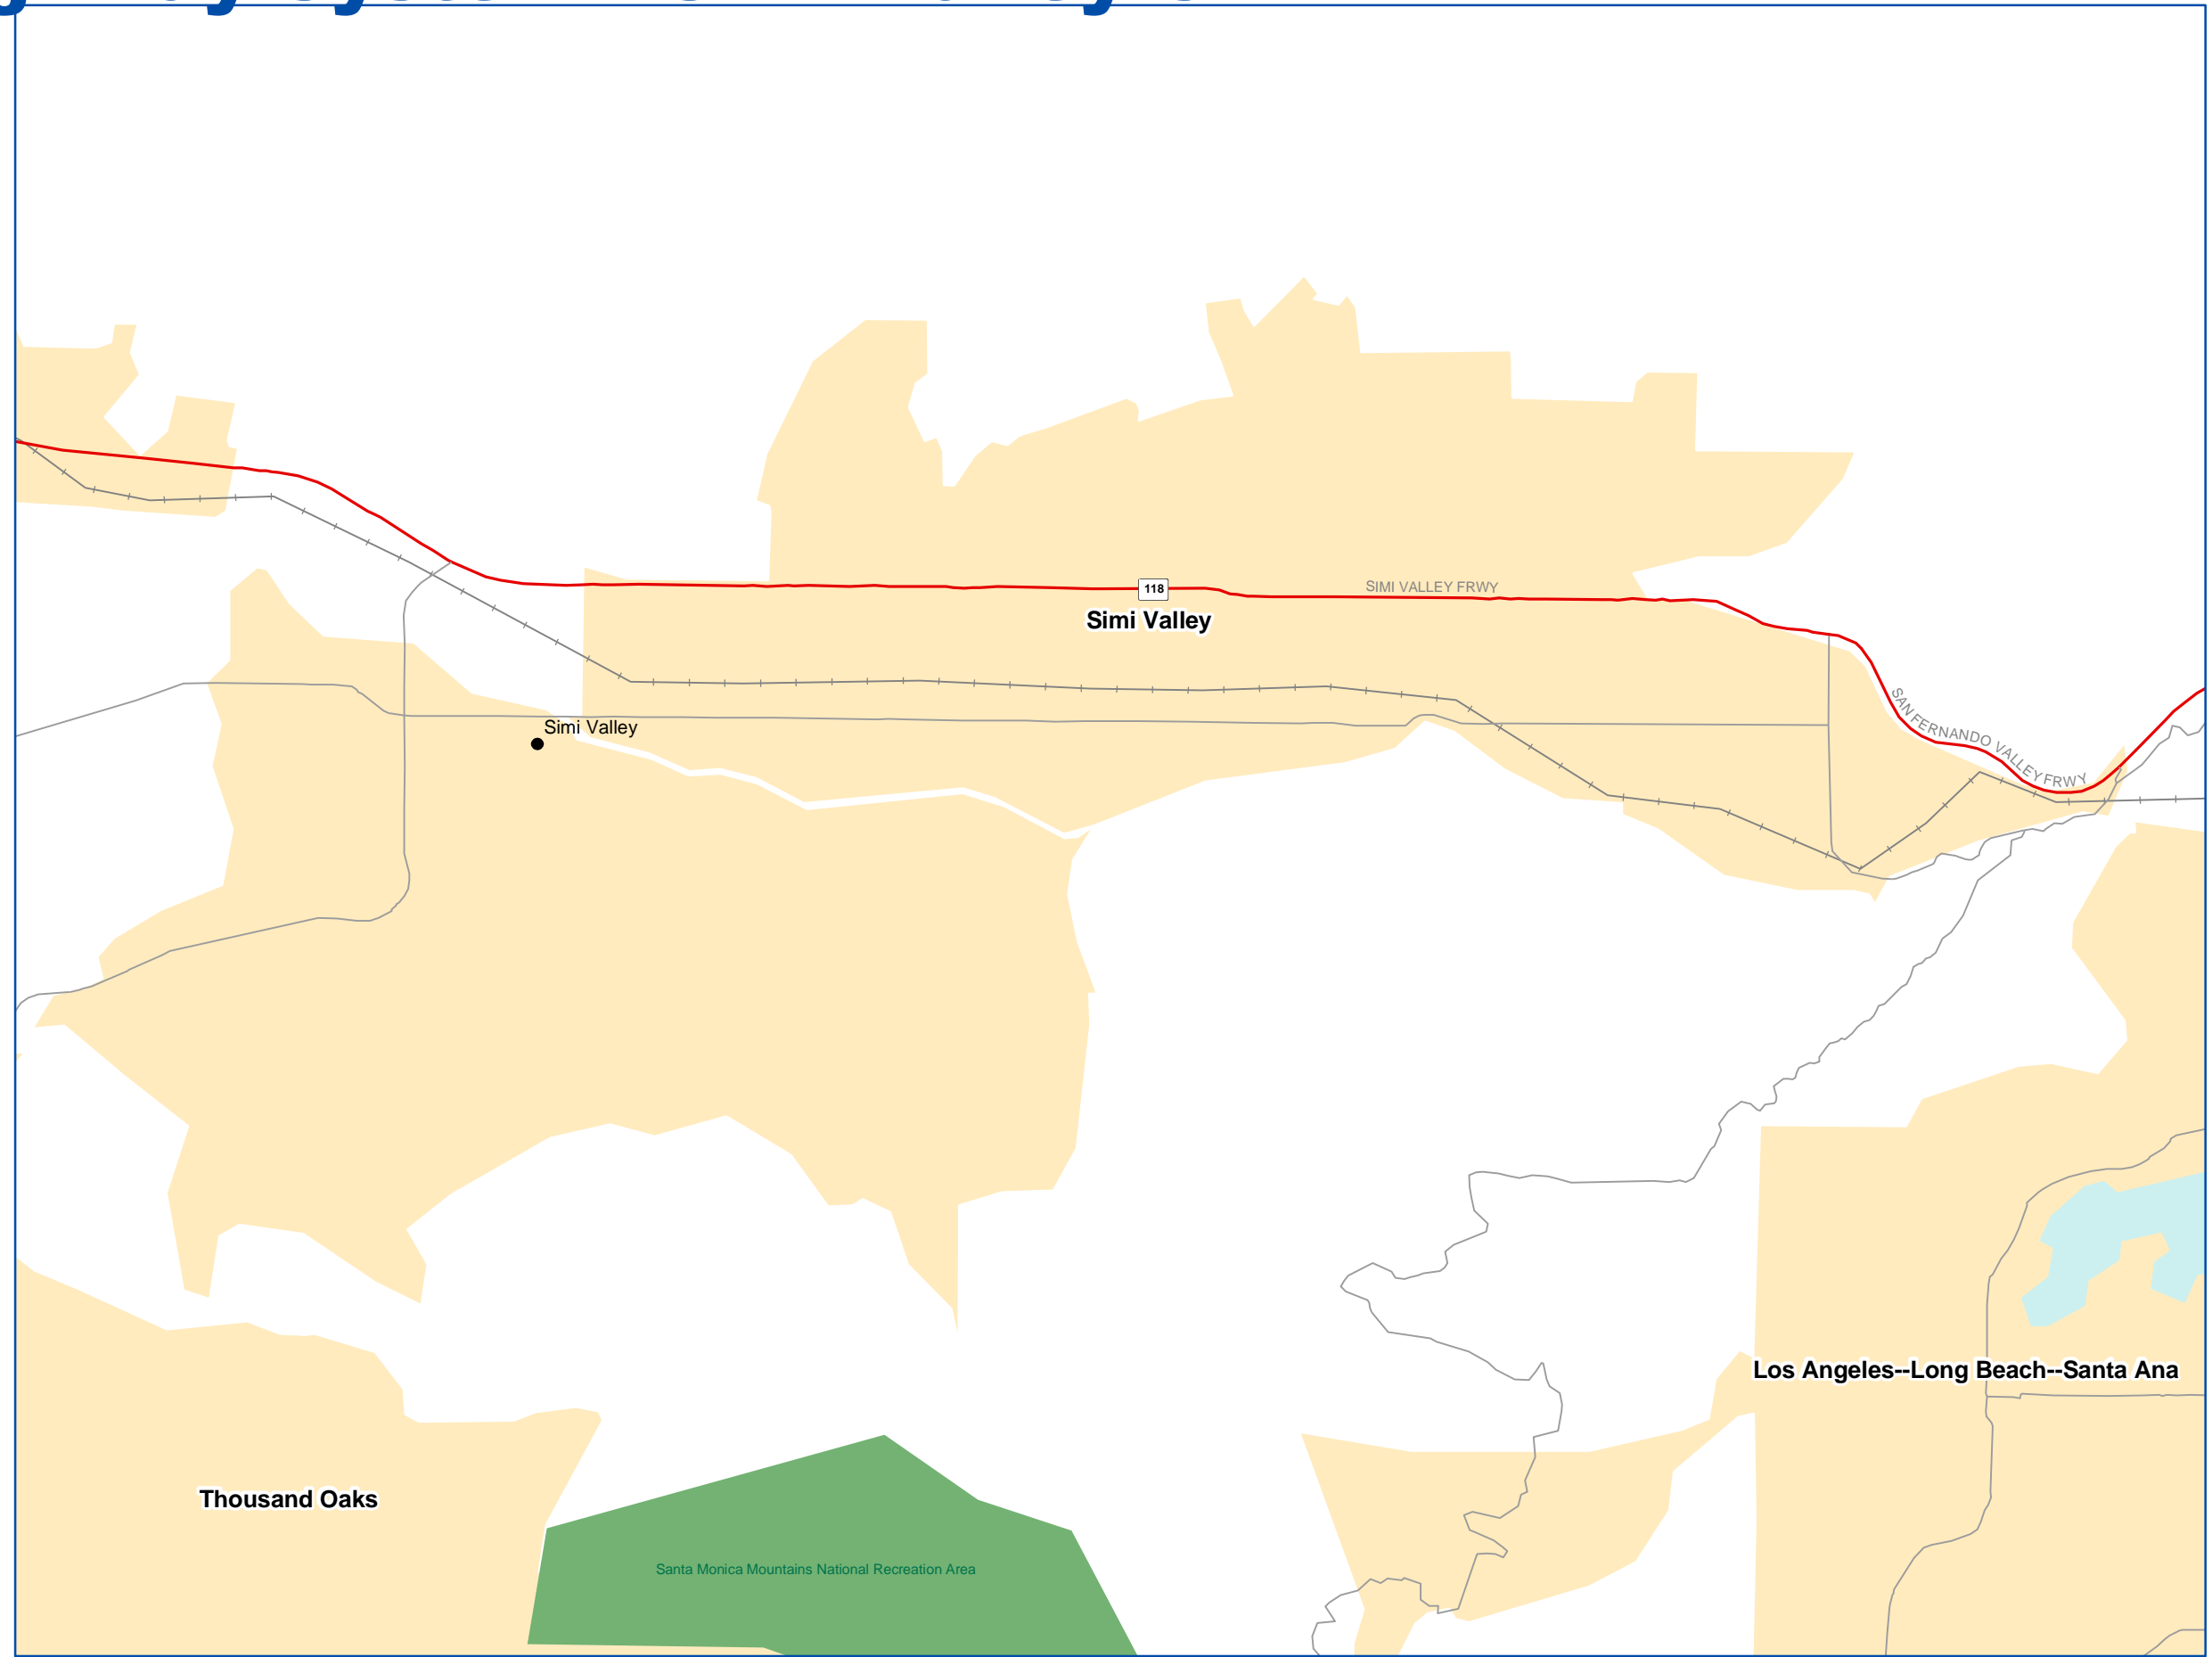 118
SIMI VALLEY FRWY
Simi Valley
SAN FERNANDO VALLEY FRWY
Simi Valley
Los Angeles--Long Beach--Santa Ana
Thousand Oaks
Santa Monica Mountains National Recreation Area